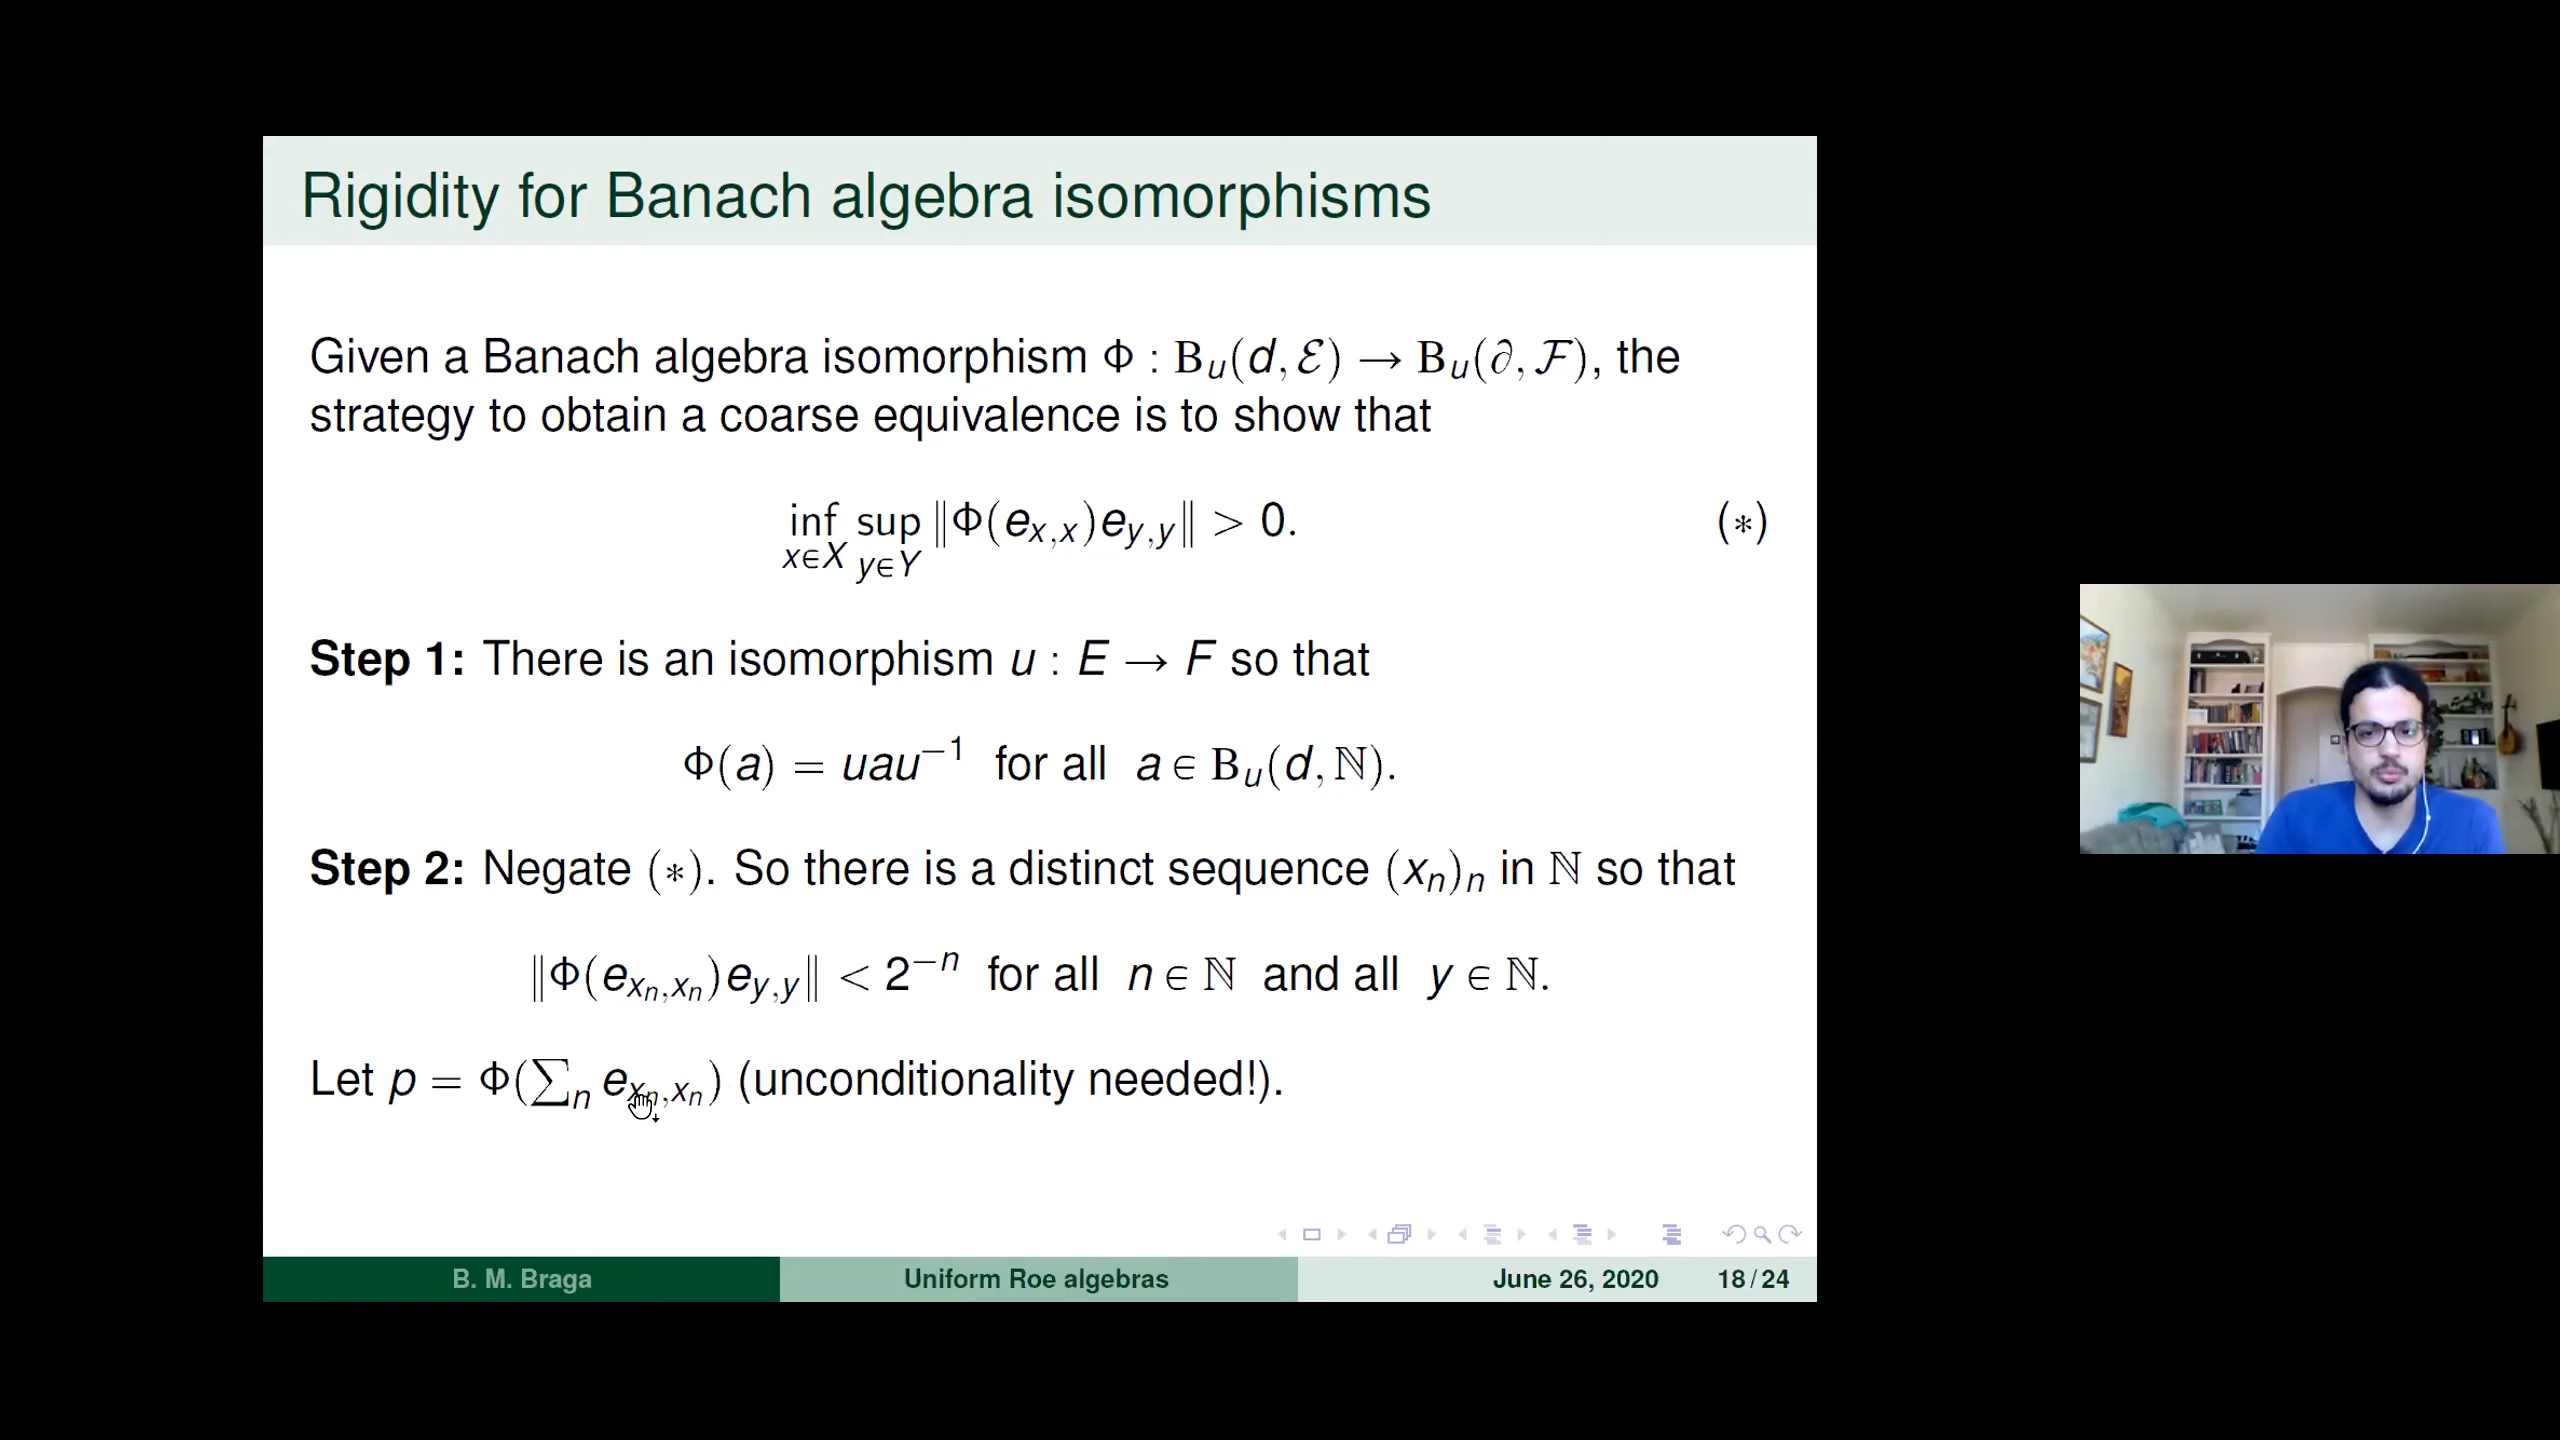 Rigidity for Banach algebra isomorphisms
Given a Banach algebra isomorphism Φ : B_u(d, ℰ) → B_u(∂, ℱ), the
strategy to obtain a coarse equivalence is to show that
inf_{x∈X} sup_{y∈Y} ‖Φ(e_{x,x})e_{y,y}‖ > 0. (∗)
Step 1: There is an isomorphism u : E → F so that
Φ(a) = uau^{−1} for all a ∈ B_u(d, ℕ).
Step 2: Negate (∗). So there is a distinct sequence (x_n)_n in ℕ so that
‖Φ(e_{x_n,x_n})e_{y,y}‖ < 2^{−n} for all n ∈ ℕ and all y ∈ ℕ.
Let p = Φ(∑_n e_{x_n,x_n}) (unconditionality needed!).
B. M. Braga Uniform Roe algebras June 26, 2020 18 / 24